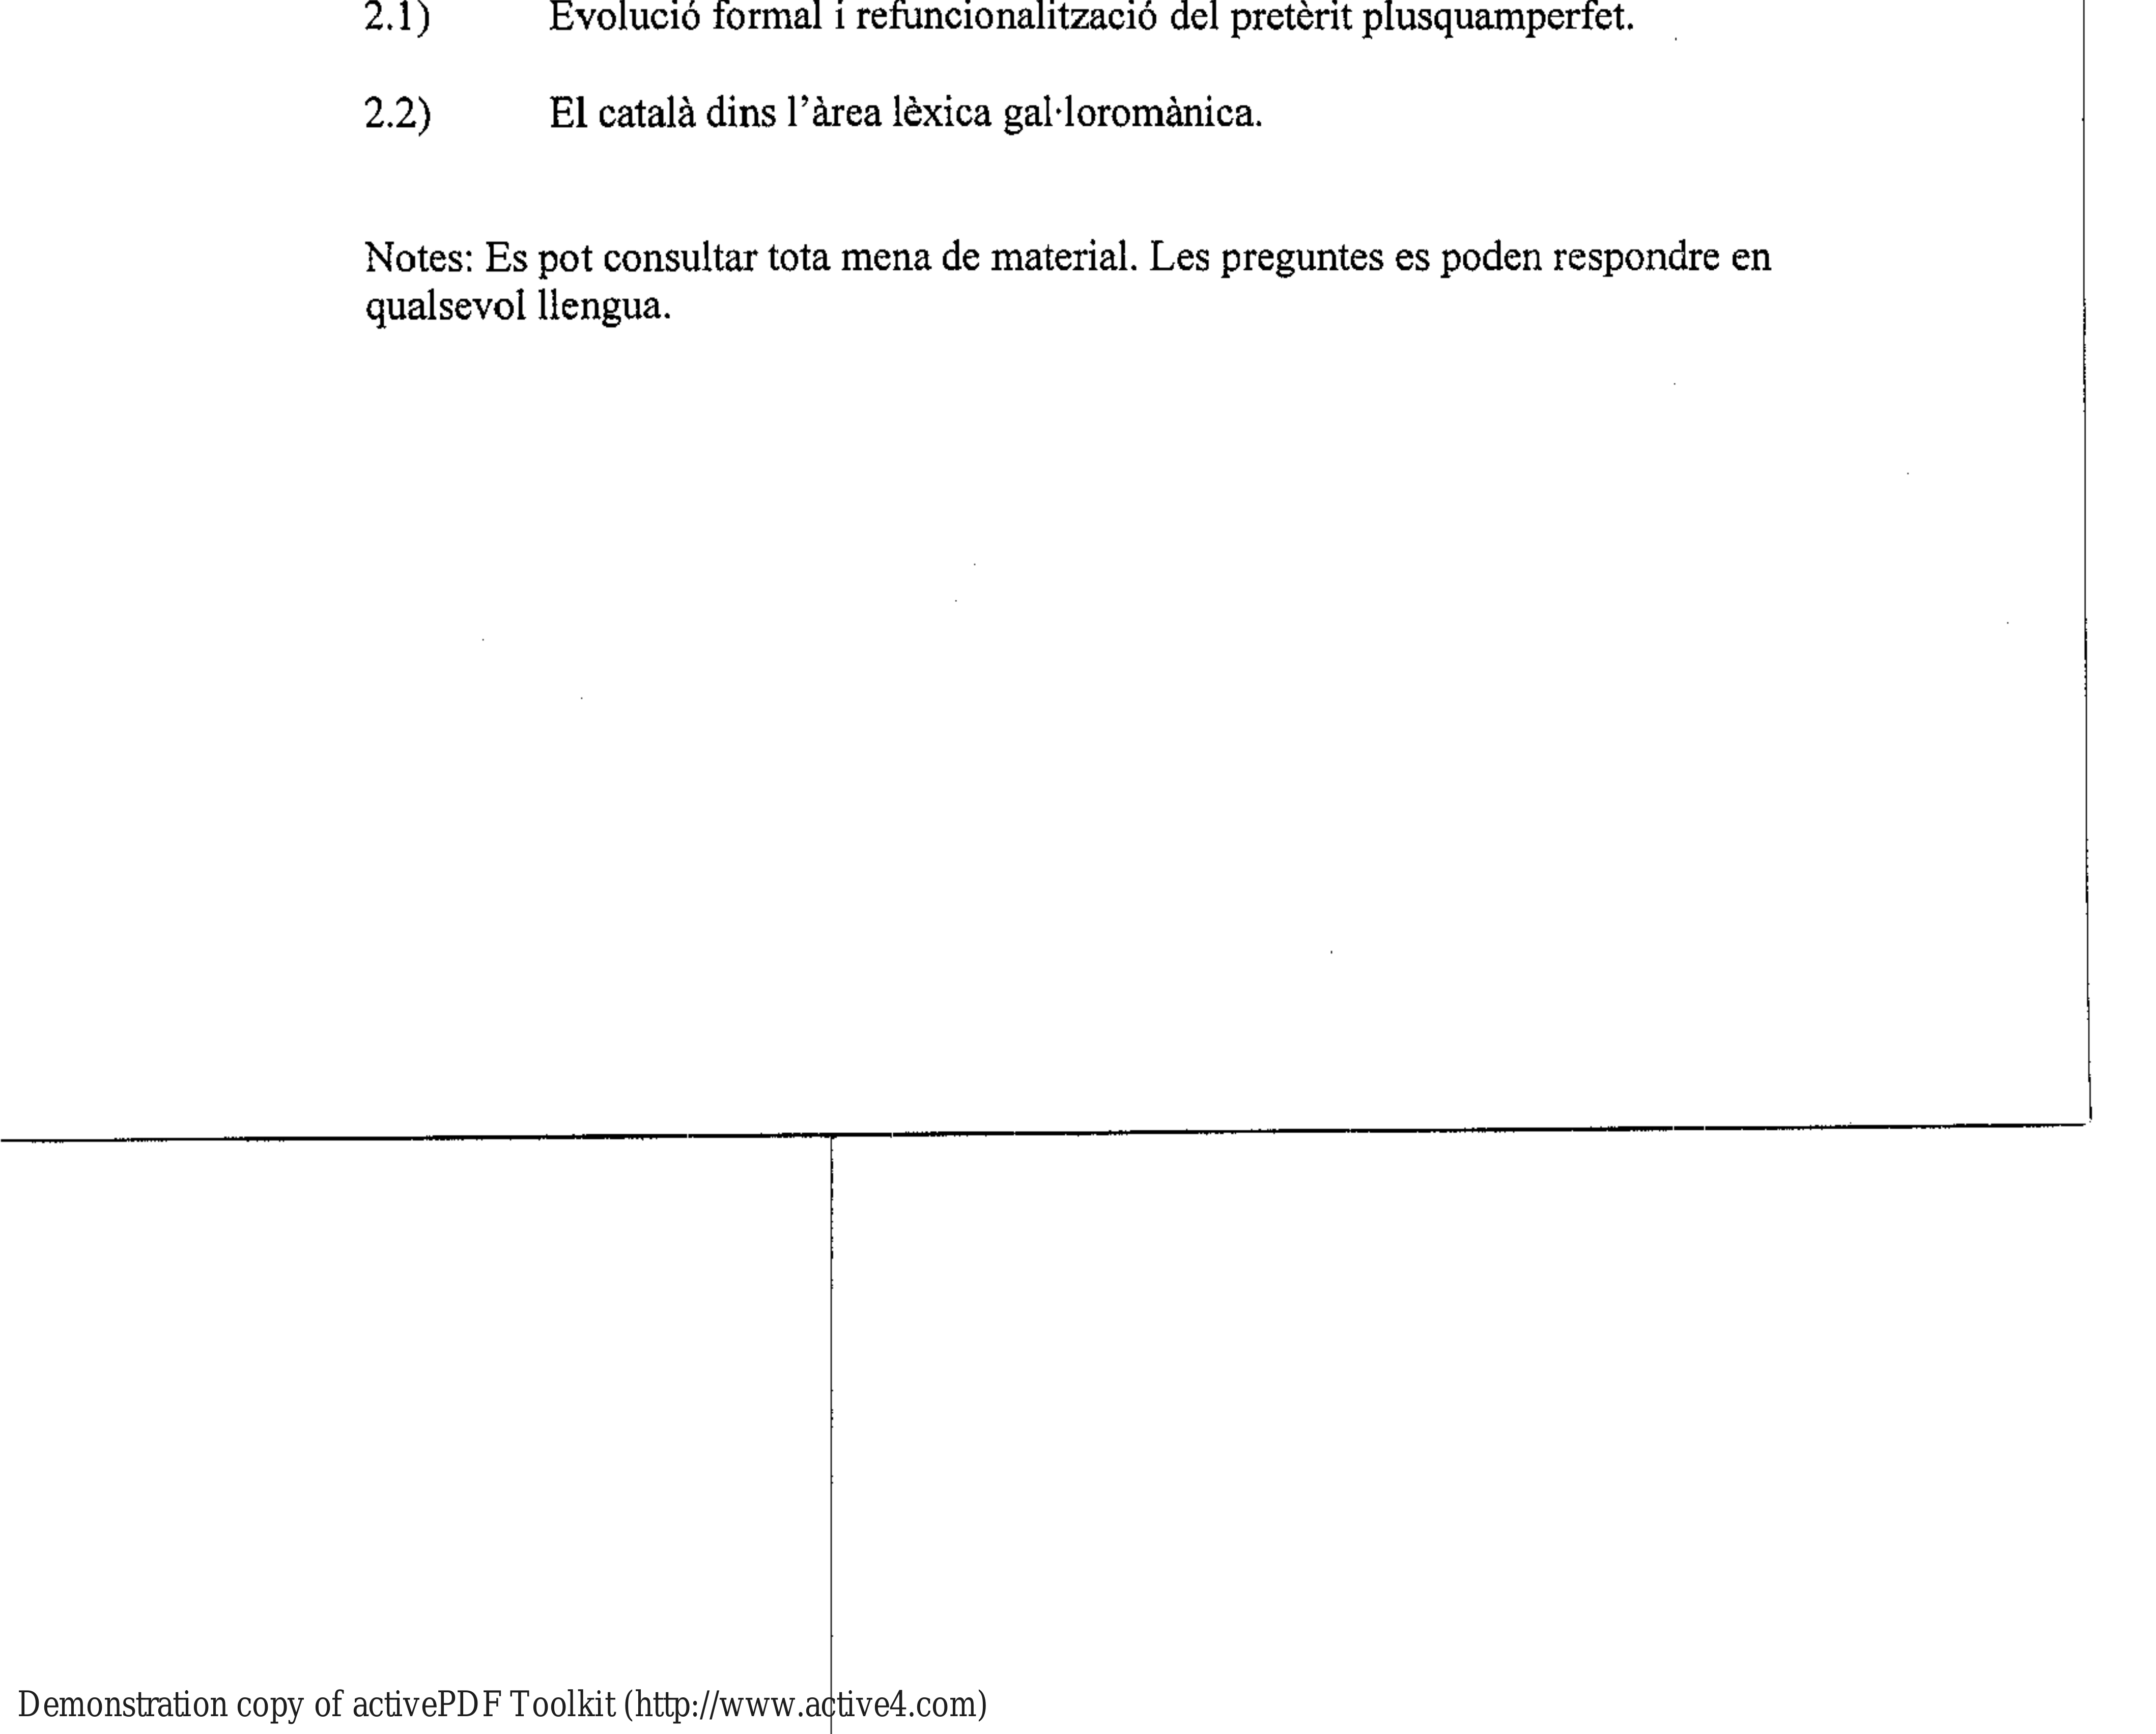 2.1) Evolució formal i refuncionalització del pretèrit plusquamperfet.
2.2) El català dins l'àrea lèxica gal·loromànica.
Notes: Es pot consultar tota mena de material. Les preguntes es poden respondre en
qualsevol llengua.
Demonstration copy of activePDF Toolkit (http://www.active4.com)